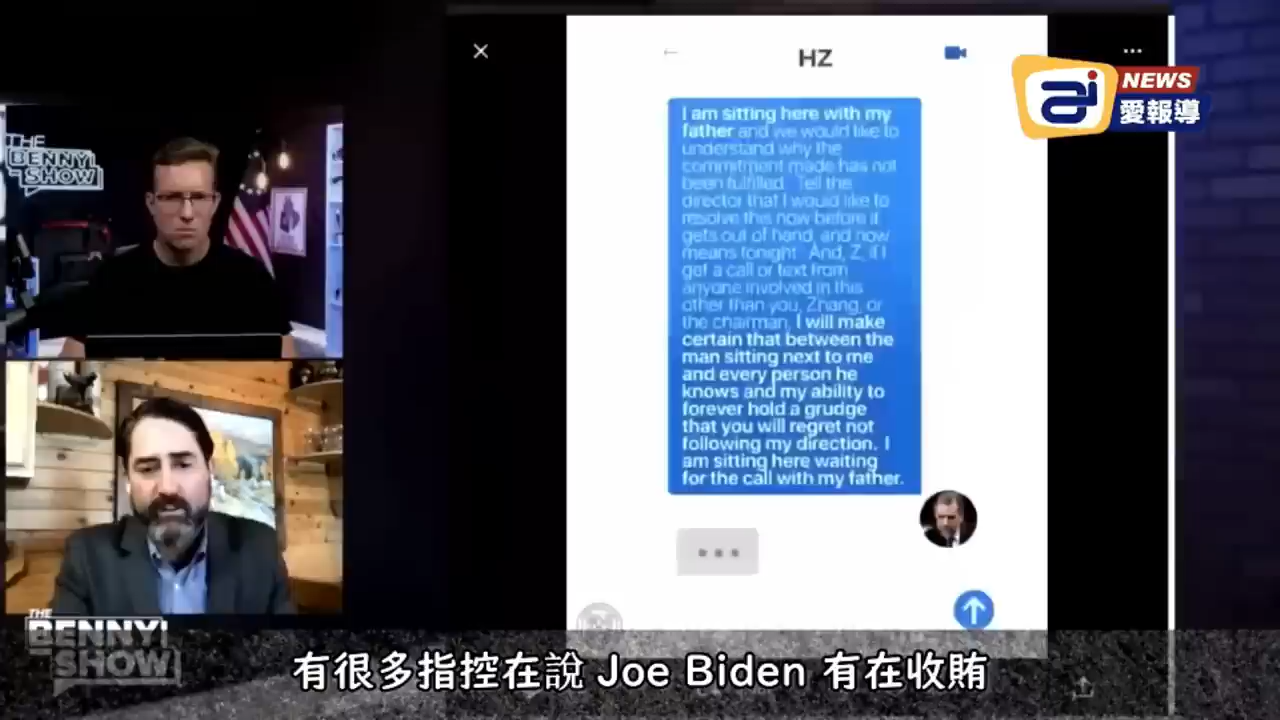 HZ
I am sitting here with my
father and we would like to
understand why the
commitment made has not
been fulfilled. Tell the
director that I would like to
resolve this now before it
gets out of hand, and now
means tonight. And, Z, if I
get a call or text from
anyone involved in this
other than you, Zhang, or
the chairman, I will make
certain that between the
man sitting next to me
and every person he
knows and my ability to
forever hold a grudge
that you will regret not
following my direction. I
am sitting here waiting
for the call with my father.
ai NEWS
愛報導
THE
BENNY
SHOW
THE
BENNY
SHOW
有很多指控在說 Joe Biden 有在收賄